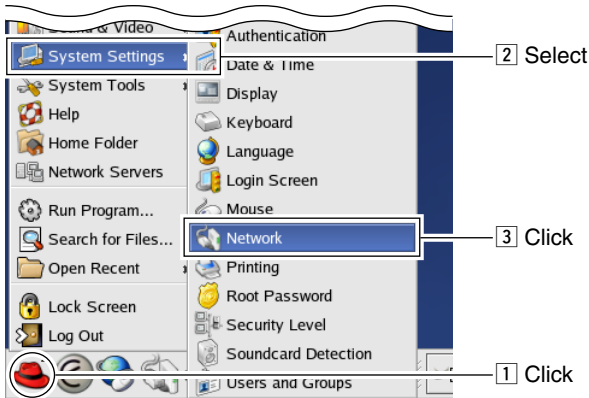 Sound & Video
System Settings
System Tools
Help
Home Folder
Network Servers
Run Program...
Search for Files...
Open Recent
Lock Screen
Log Out
Authentication
Date & Time
Display
Keyboard
Language
Login Screen
Mouse
Network
Printing
Root Password
Security Level
Soundcard Detection
Users and Groups
2 Select
3 Click
1 Click